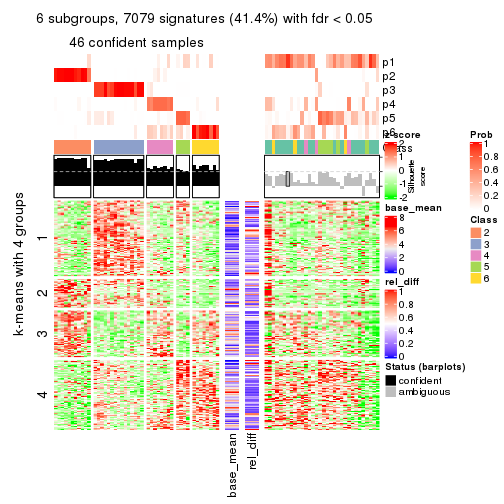 6 subgroups, 7079 signatures (41.4%) with fdr < 0.05
46 confident samples
p1
p2
p3
p4
p5
p6
Class
Silhouette
score
k-means with 4 groups
1
2
3
4
base_mean
rel_diff
z-score
2
1
0
-1
-2
base_mean
8
6
4
2
0
rel_diff
1
0.8
0.6
0.4
0.2
0
Status (barplots)
confident
ambiguous
Prob
1
0.8
0.6
0.4
0.2
0
Class
2
3
4
5
6